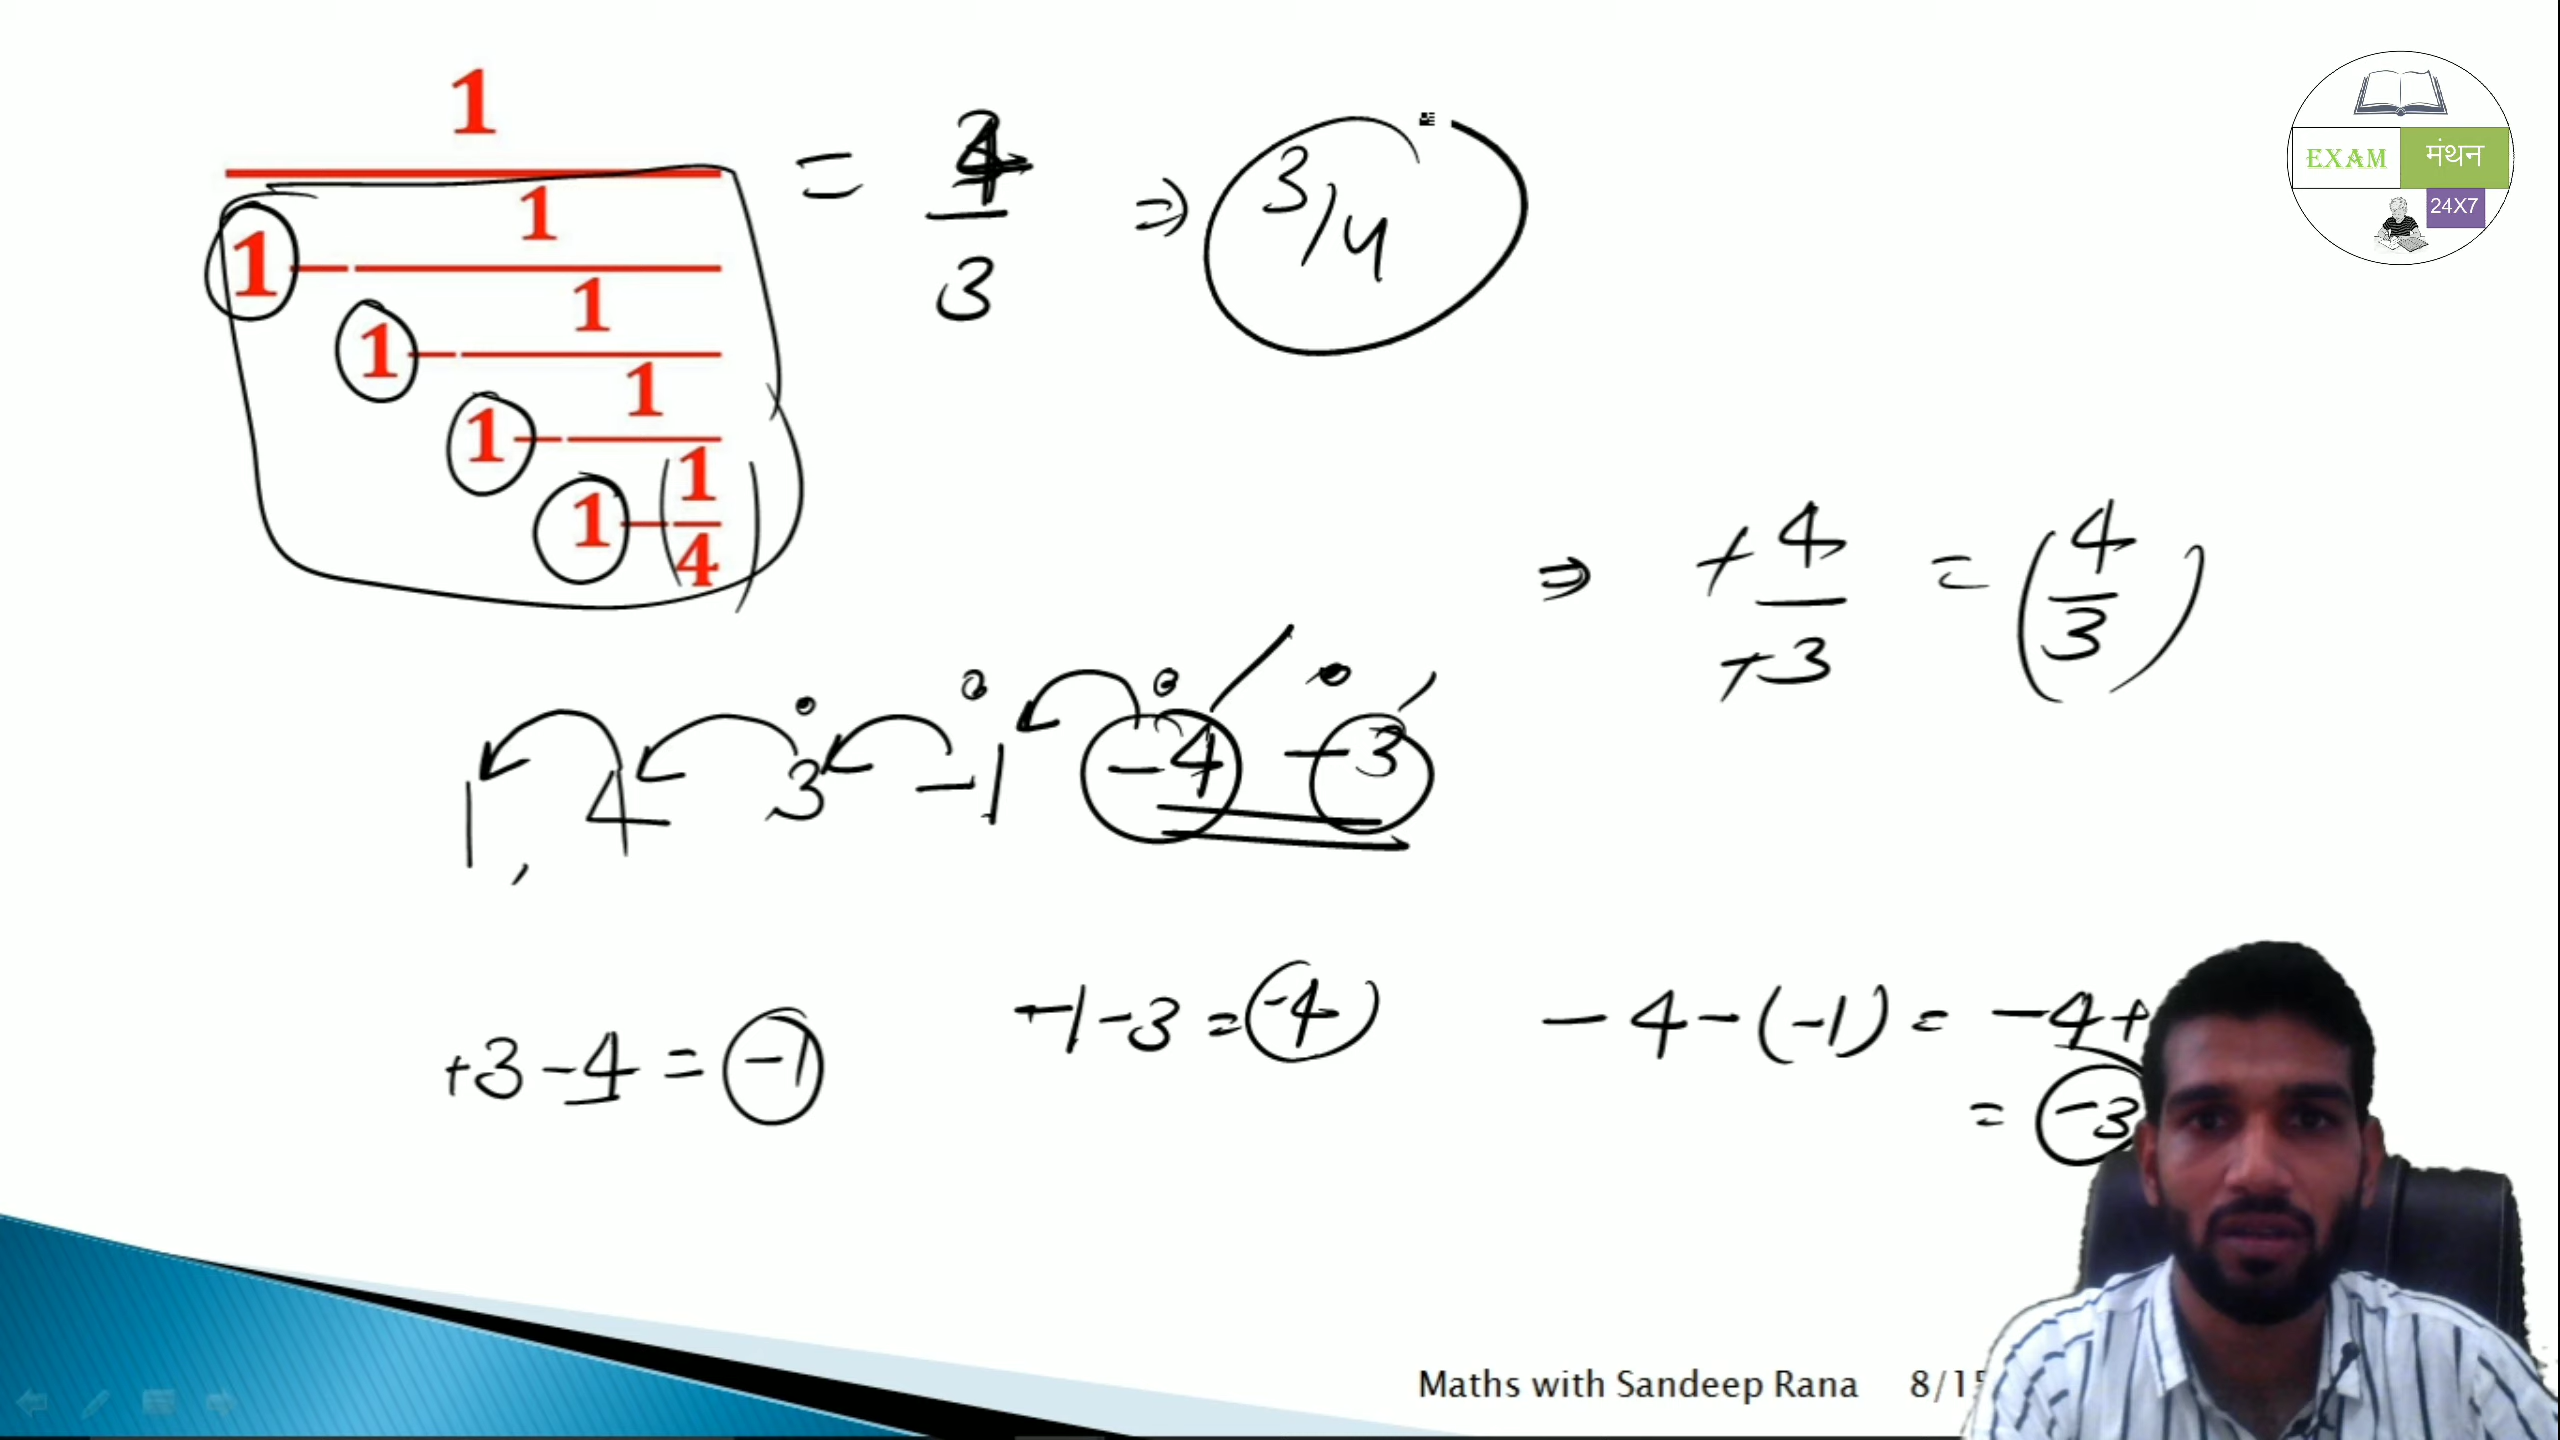 1
1 - 1
1 - 1
1 - 1
1 - (1/4)
= 4/3 ⇒ 3/4
EXAM मंथन
24X7
⇒ +4/+3 = (4/3)
1, 4 3 -1 -4 -3
+3-4 = -1
-1-3 = -4
-4-(-1) = -4+
= -3
Maths with Sandeep Rana 8/15